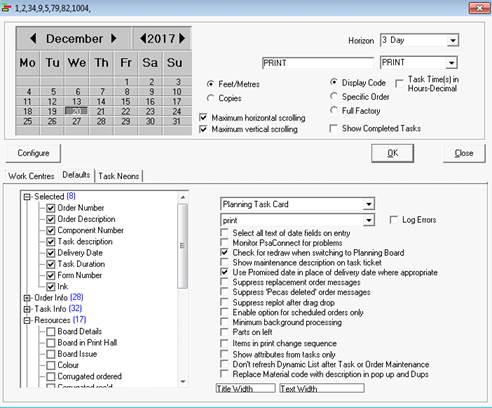 1,2,34,9,5,79,82,1004,
December
2017
Mo Tu We Th Fr Sa Su
1 2 3
4 5 6 7 8 9 10
11 12 13 14 15 16 17
18 19 20 21 22 23 24
25 26 27 28 29 30 31
Horizon 3 Day
PRINT
PRINT
Feet/Metres
Copies
Maximum horizontal scrolling
Maximum vertical scrolling
Display Code
Specific Order
Full Factory
Task Time(s) in
Hours-Decimal
Show Completed Tasks
Configure
OK
Close
Work Centres
Defaults
Task Neons
Selected (8)
Order Number
Order Description
Component Number
Task description
Delivery Date
Task Duration
Form Number
Ink
Order Info (28)
Task Info (32)
Resources (17)
Board Details
Board in Print Hall
Board Issue
Colour
Corrugated ordered
Corrugated rec'd
Planning Task Card
print
Log Errors
Select all text of date fields on entry
Monitor PsaConnect for problems
Check for redraw when switching to Planning Board
Show maintenance description on task ticket
Use Promised date in place of delivery date where appropriate
Suppress replacement order messages
Suppress 'Pecas deleted' order messages
Suppress replot after drag drop
Enable option for scheduled orders only
Minimum background processing
Parts on left
Items in print change sequence
Show attributes from tasks only
Don't refresh Dynamic List after Task or Order Maintenance
Replace Material code with description in pop up and Dups
Title Width
Text Width